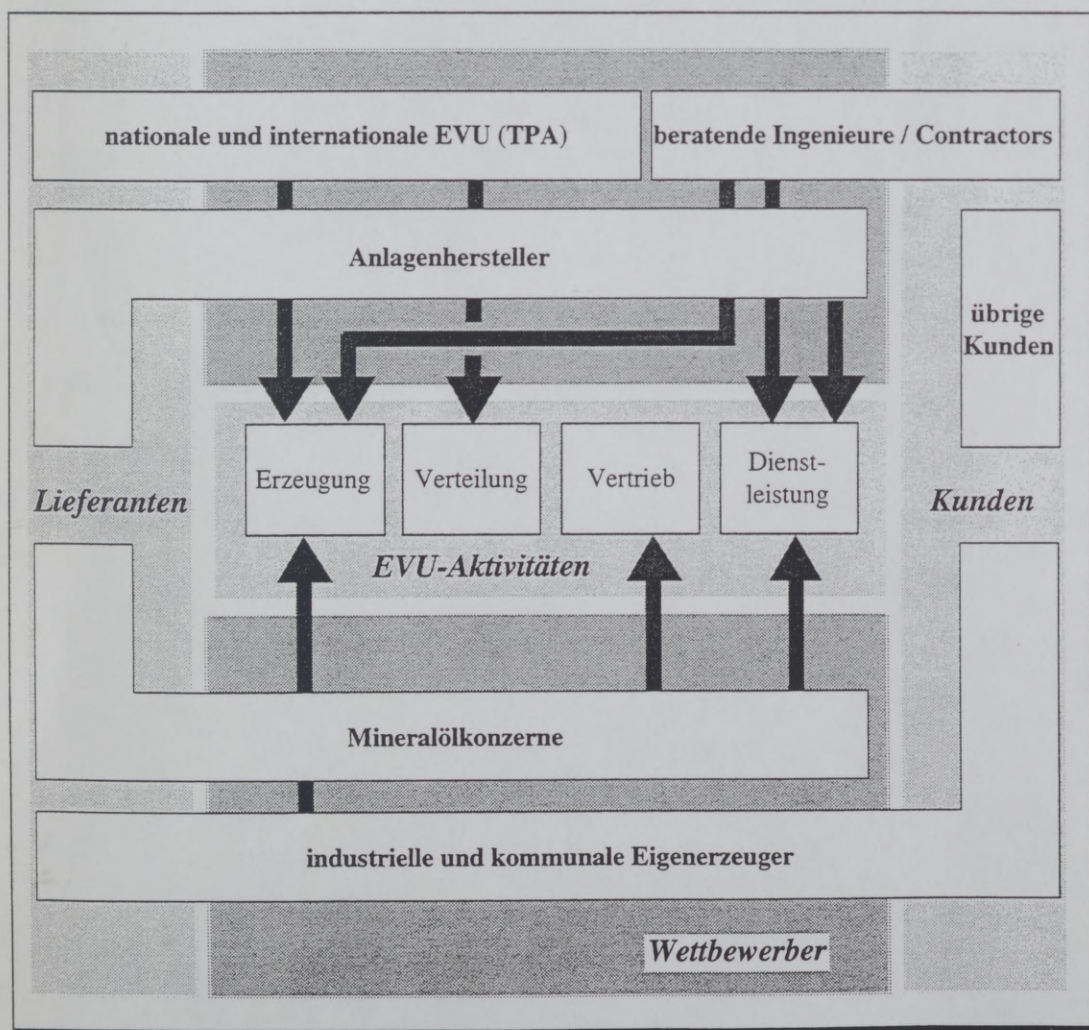 nationale und internationale EVU (TPA)
beratende Ingenieure / Contractors
Anlagenhersteller
übrige
Kunden
Erzeugung
Verteilung
Vertrieb
Dienst-
leistung
Lieferanten
Kunden
EVU-Aktivitäten
Mineralölkonzerne
industrielle und kommunale Eigenerzeuger
Wettbewerber